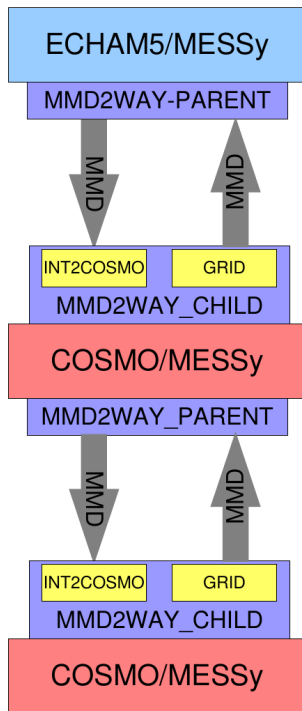 ECHAM5/MESSy
MMD2WAY-PARENT
MMD
MMD
INT2COSMO
GRID
MMD2WAY_CHILD
COSMO/MESSy
MMD2WAY_PARENT
MMD
MMD
INT2COSMO
GRID
MMD2WAY_CHILD
COSMO/MESSy